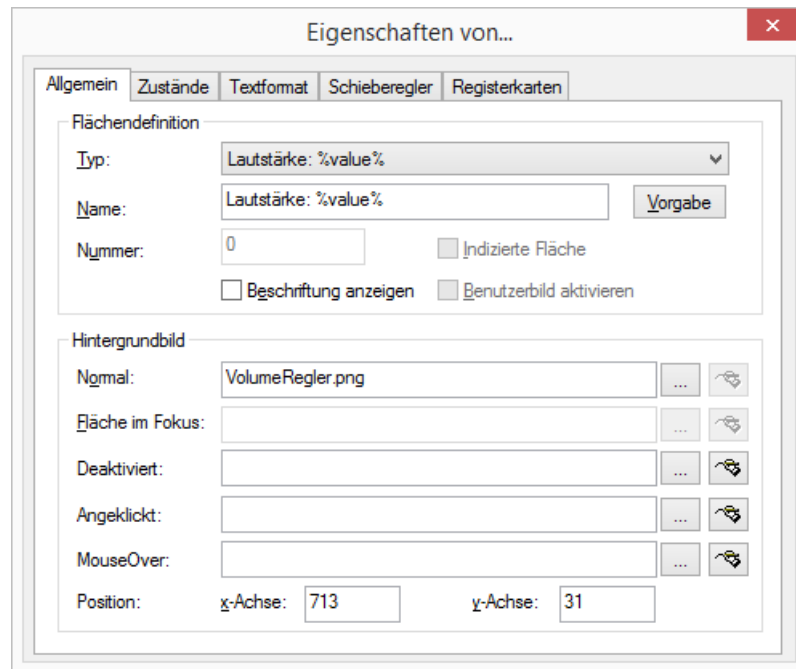 Eigenschaften von...
Allgemein Zustände Textformat Schieberegler Registerkarten
Flächendefinition
Typ: Lautstärke: %value%
Name: Lautstärke: %value% Vorgabe
Nummer: 0 Indizierte Fläche
Beschriftung anzeigen Benutzerbild aktivieren
Hintergrundbild
Normal: VolumeRegler.png ...
Fläche im Fokus: ...
Deaktiviert: ...
Angeklickt: ...
MouseOver: ...
Position: x-Achse: 713 y-Achse: 31